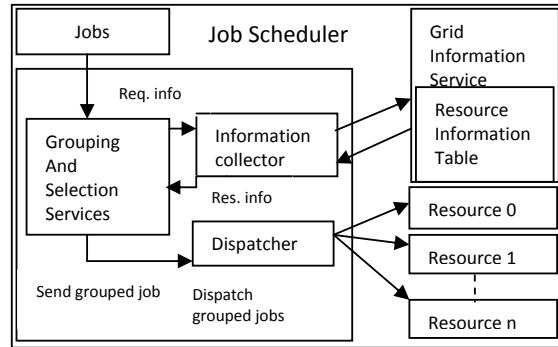 Jobs
Job Scheduler
Grid
Information
Service
Resource
Information
Table
Req. info
Grouping
And
Selection
Services
Information
collector
Res. info
Dispatcher
Resource 0
Resource 1
Resource n
Send grouped job
Dispatch
grouped jobs